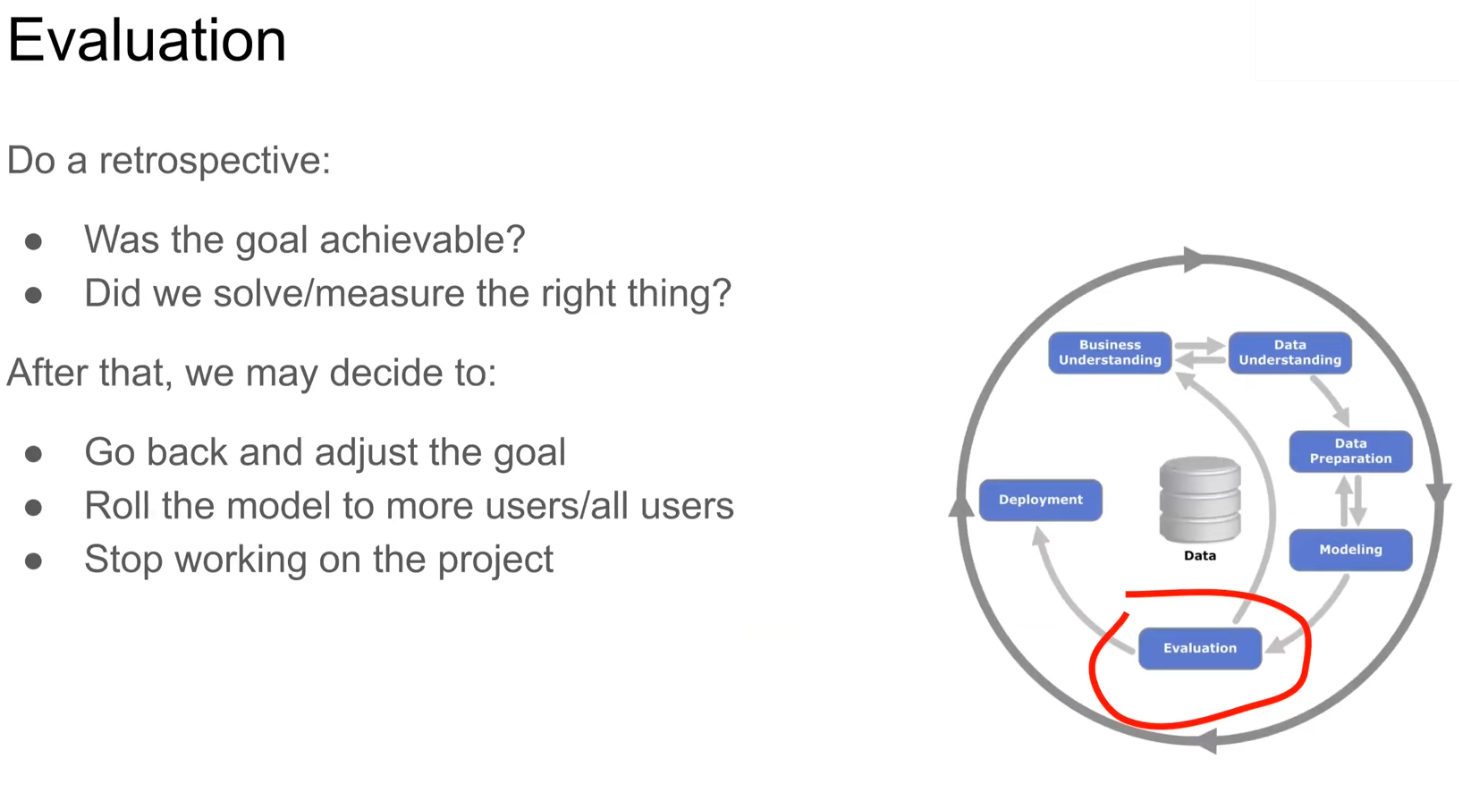 Evaluation
Do a retrospective:
● Was the goal achievable?
● Did we solve/measure the right thing?
After that, we may decide to:
● Go back and adjust the goal
● Roll the model to more users/all users
● Stop working on the project
Business
Understanding
Data
Understanding
Data
Preparation
Modeling
Evaluation
Deployment
Data